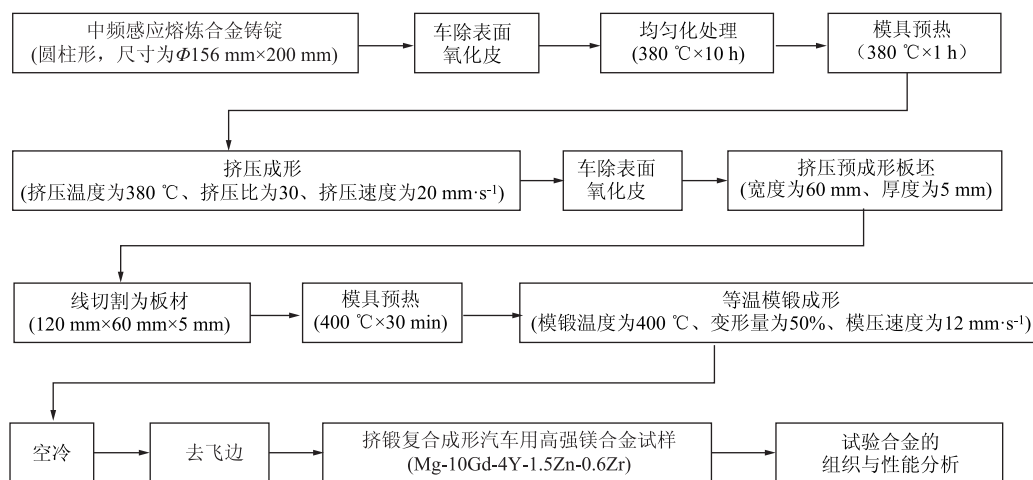 中频感应熔炼合金铸锭
(圆柱形，尺寸为Φ156 mm×200 mm)
车除表面
氧化皮
均匀化处理
(380 ℃×10 h)
模具预热
（380 ℃×1 h）
挤压成形
(挤压温度为380 ℃、挤压比为30、挤压速度为20 mm·s⁻¹)
车除表面
氧化皮
挤压预成形板坯
(宽度为60 mm、厚度为5 mm)
线切割为板材
(120 mm×60 mm×5 mm)
模具预热
(400 ℃×30 min)
等温模锻成形
(模锻温度为400 ℃、变形量为50%、模压速度为12 mm·s⁻¹)
空冷
去飞边
挤锻复合成形汽车用高强镁合金试样
(Mg-10Gd-4Y-1.5Zn-0.6Zr)
试验合金的
组织与性能分析